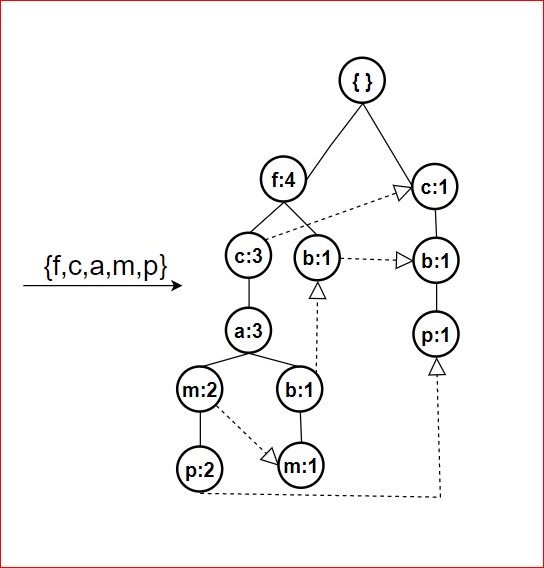 { }
f:4
c:1
{f,c,a,m,p}
c:3
b:1
b:1
a:3
p:1
m:2
b:1
p:2
m:1